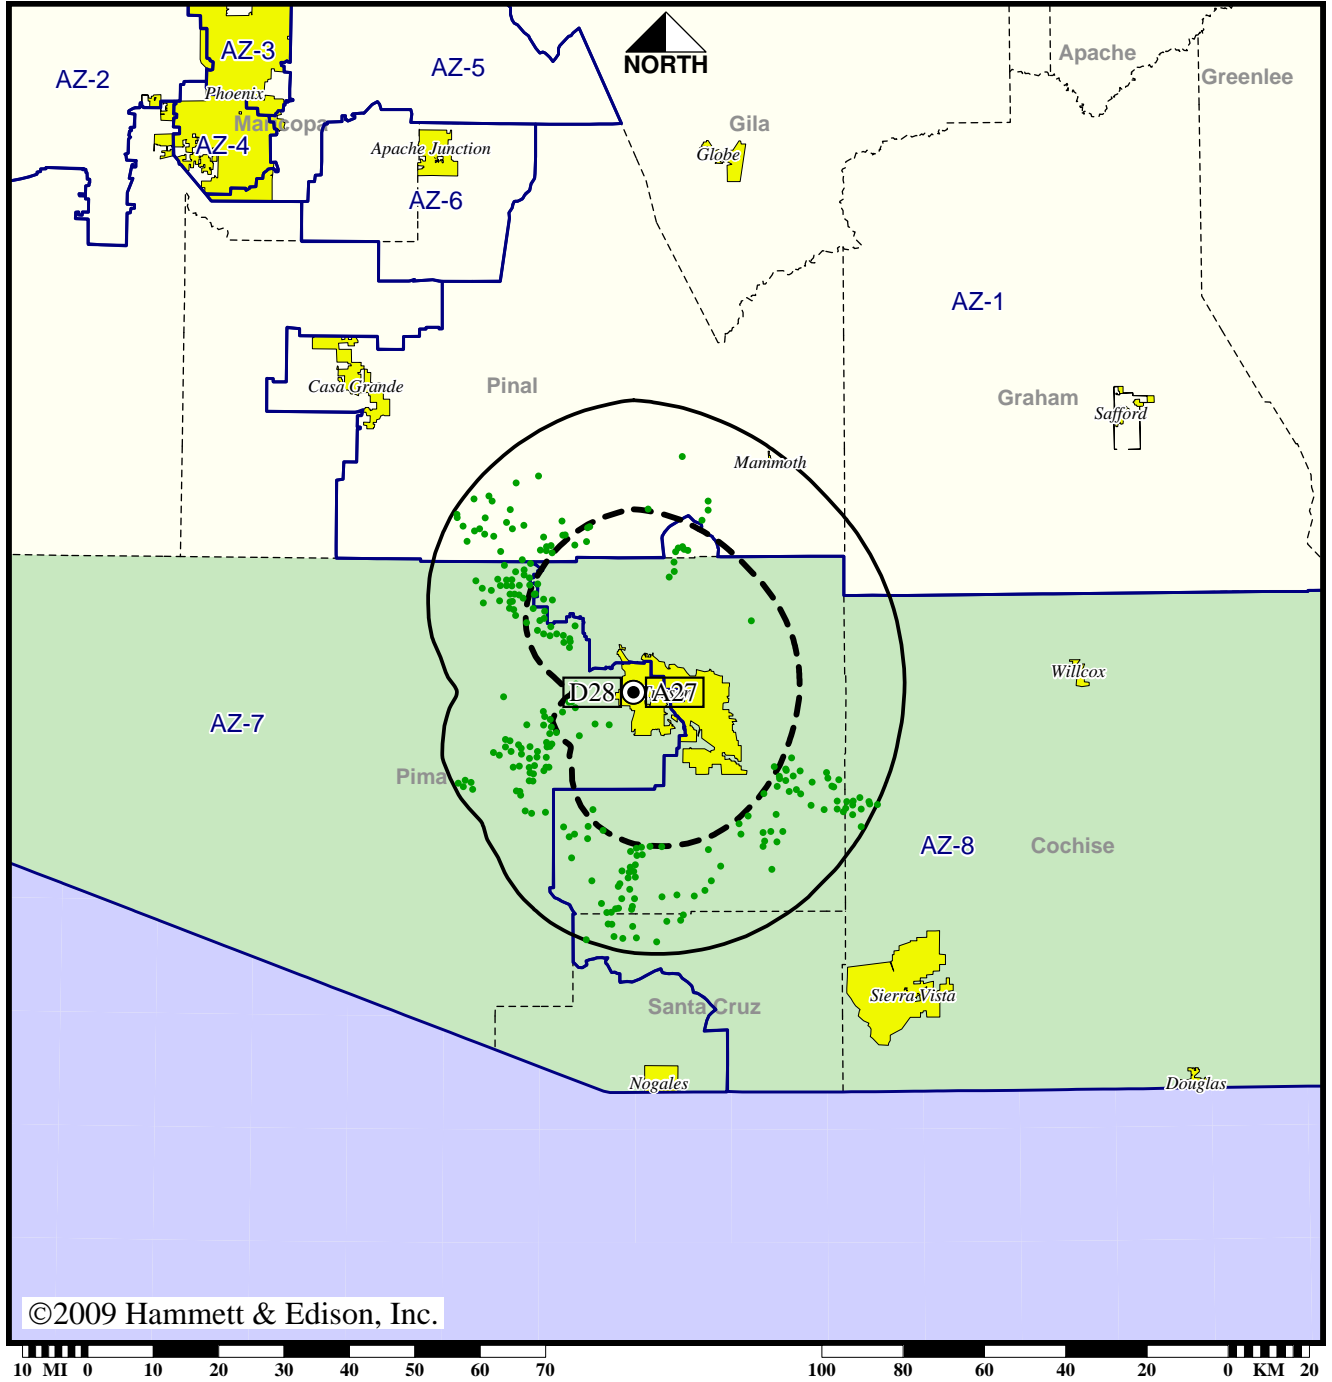 AZ-3
AZ-2
AZ-5
NORTH
Apache
Greenlee
Phoenix
Maricopa
AZ-4
Gila
Apache Junction
Globe
AZ-6
AZ-1
Casa Grande
Pinal
Graham
Safford
Mammoth
Willcox
D28
A27
AZ-7
Pima
AZ-8
Cochise
Sierra Vista
Santa Cruz
Nogales
Douglas
©2009 Hammett & Edison, Inc.
10 MI 0 10 20 30 40 50 60 70
100 80 60 40 20 0 KM 20